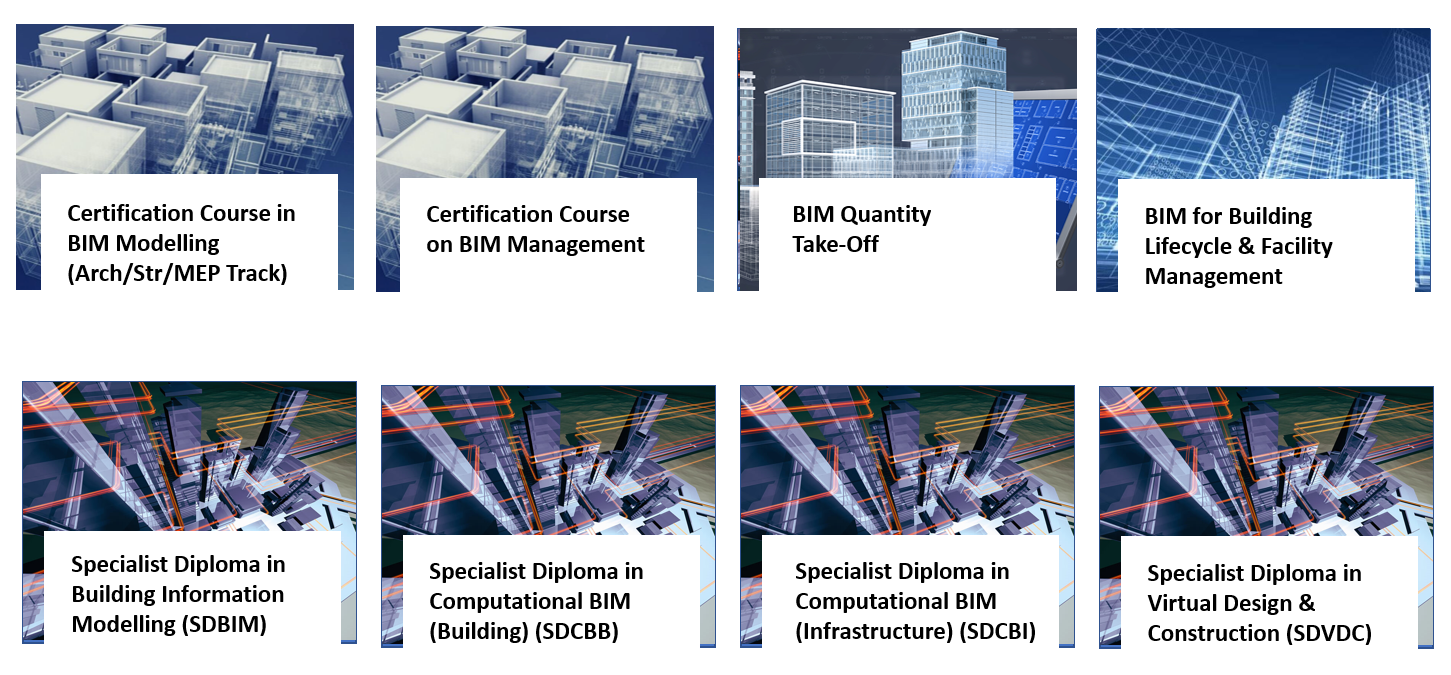 Certification Course in
BIM Modelling
(Arch/Str/MEP Track)
Certification Course
on BIM Management
BIM Quantity
Take-Off
BIM for Building
Lifecycle & Facility
Management
Specialist Diploma in
Building Information
Modelling (SDBIM)
Specialist Diploma in
Computational BIM
(Building) (SDCBB)
Specialist Diploma in
Computational BIM
(Infrastructure) (SDCBI)
Specialist Diploma in
Virtual Design &
Construction (SDVDC)